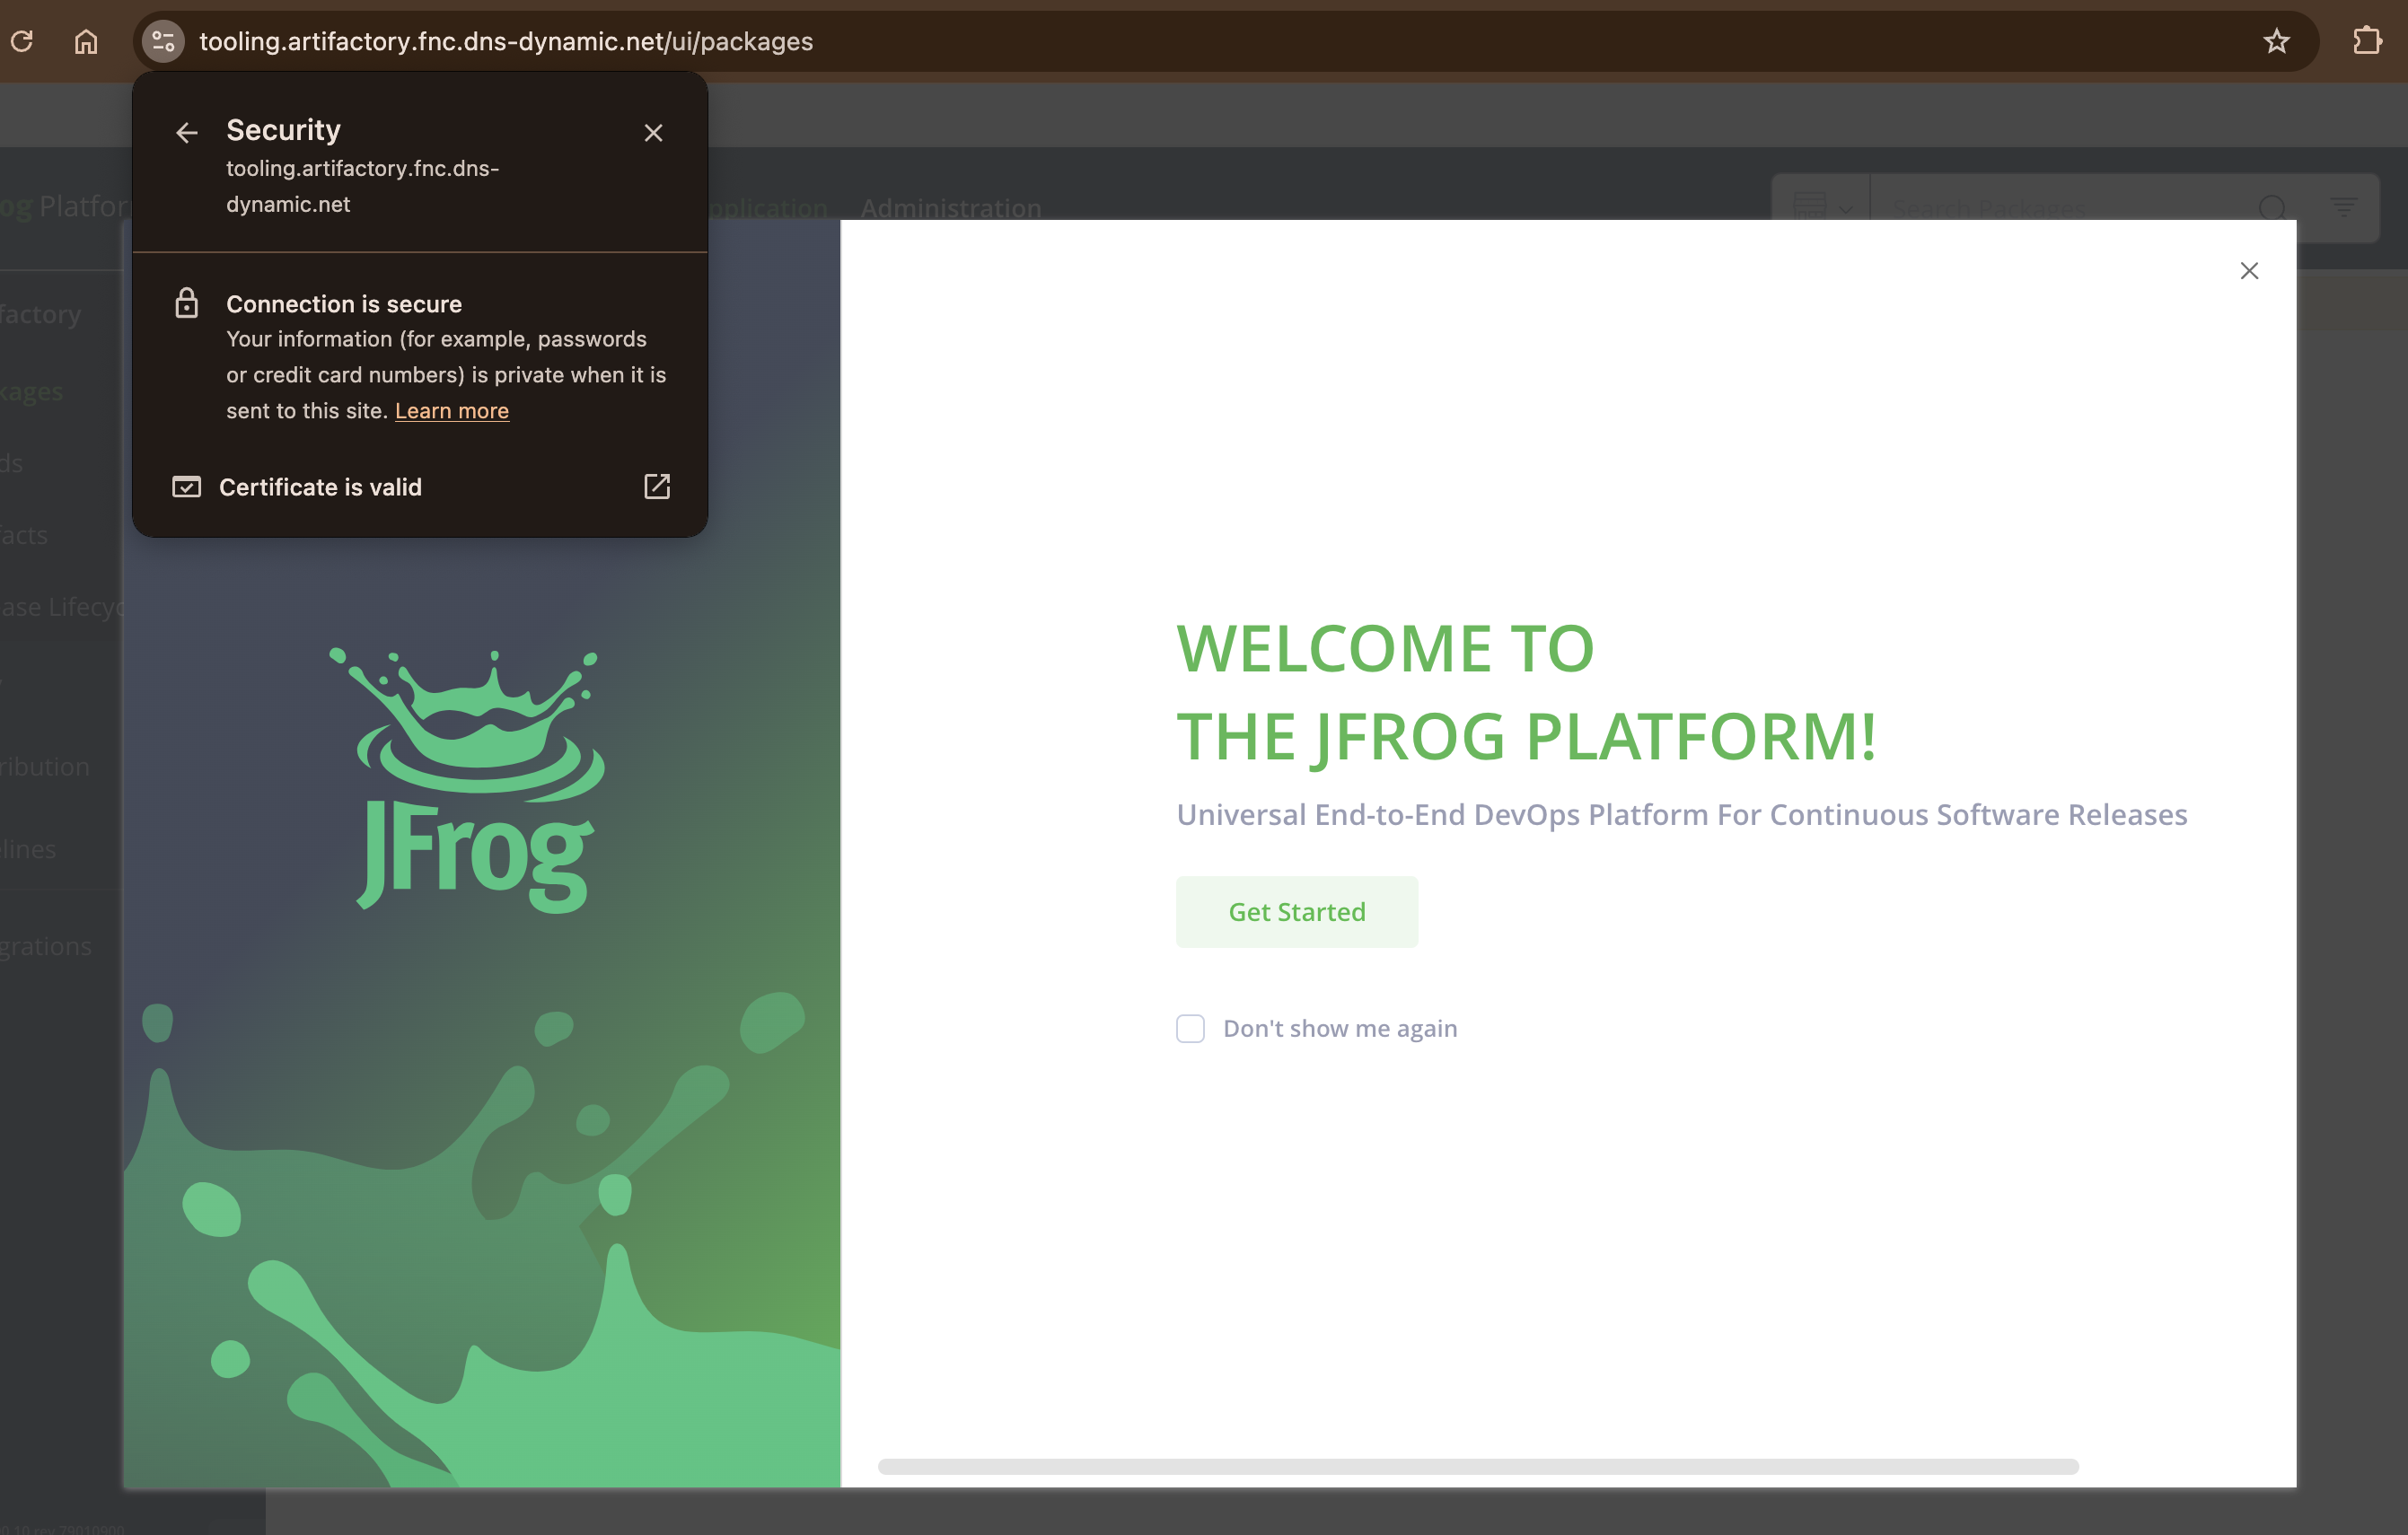 tooling.artifactory.fnc.dns-dynamic.net/ui/packages
Security
tooling.artifactory.fnc.dns-
dynamic.net
og Platfor
pplication
Administration
Search Packages
Connection is secure
Your information (for example, passwords
or credit card numbers) is private when it is
sent to this site. Learn more
Certificate is valid
factory
kages
ds
facts
ase Lifecyc
ribution
lines
grations
JFrog
WELCOME TO
THE JFROG PLATFORM!
Universal End-to-End DevOps Platform For Continuous Software Releases
Get Started
Don't show me again